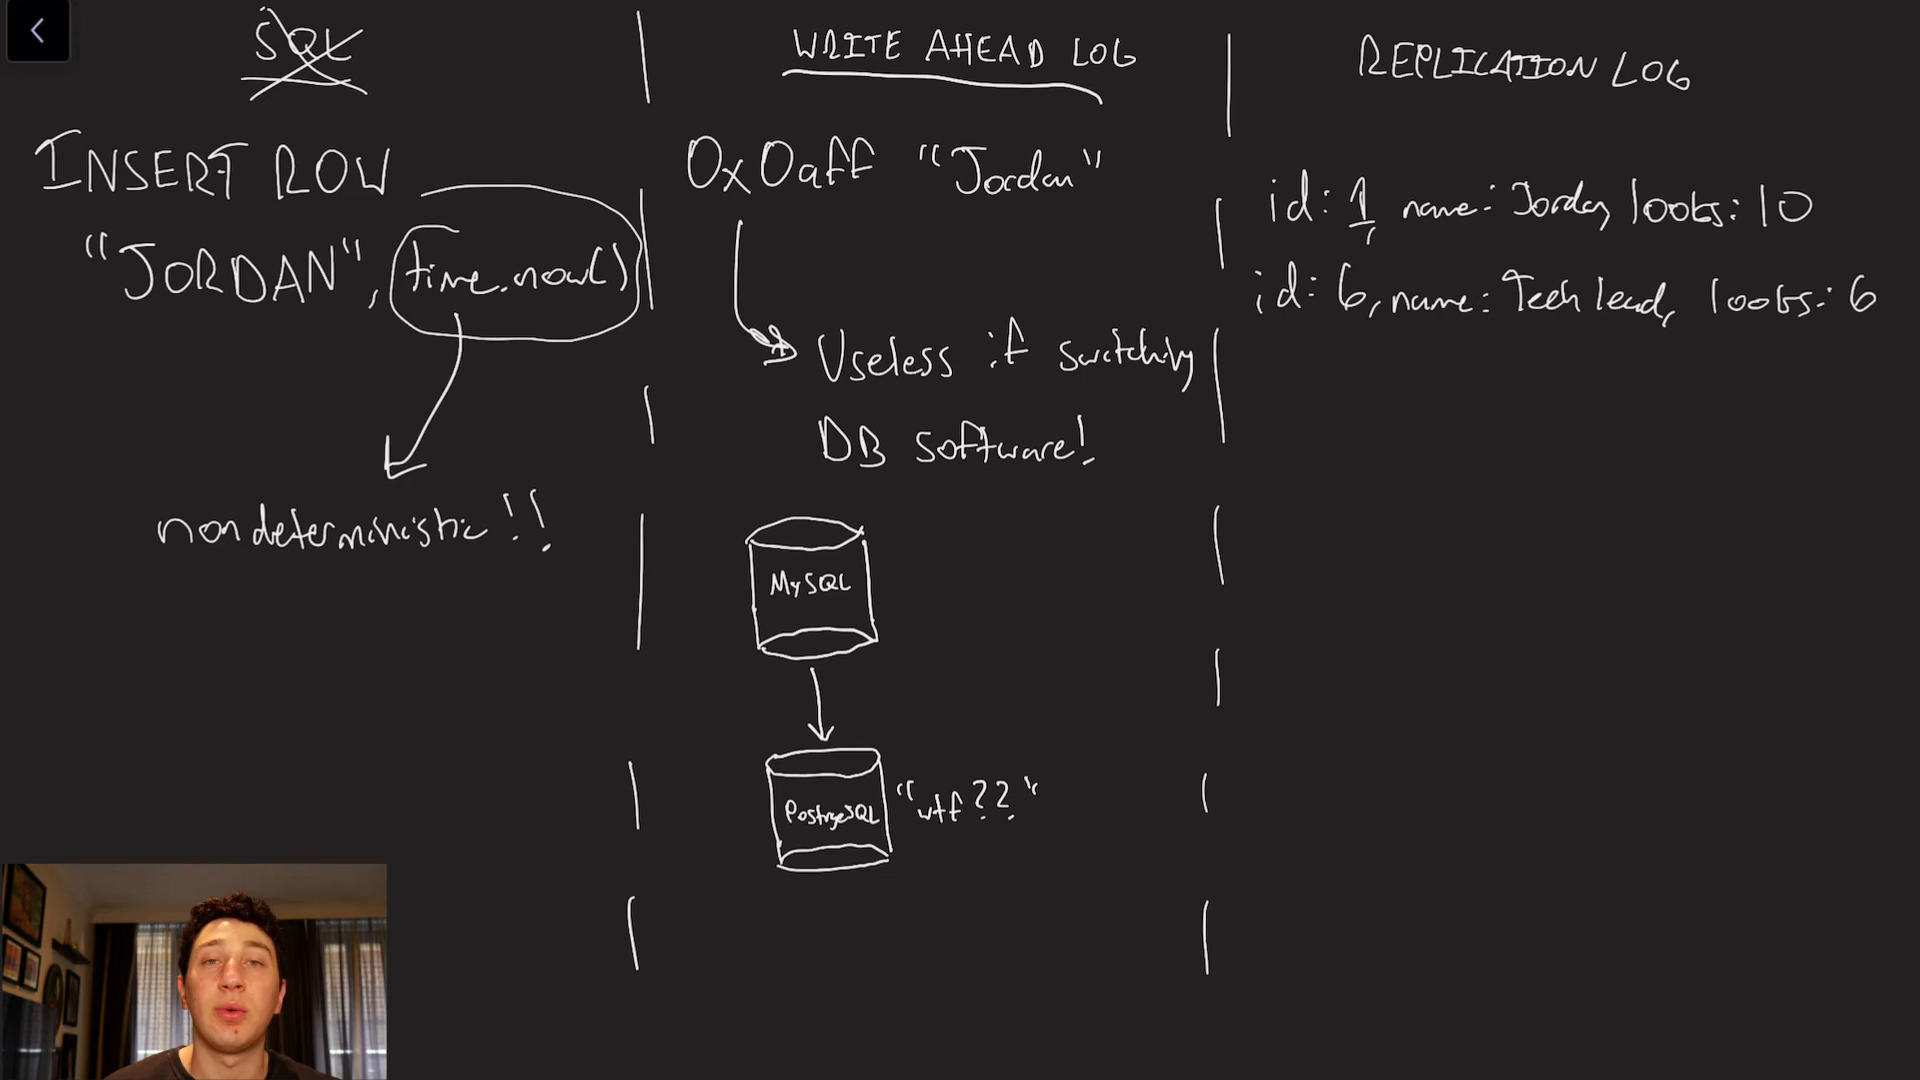 SQL
INSERT ROW
"JORDAN", time.now()
nondeterministic!!
WRITE AHEAD LOG
0x0aff "Jordan"
Useless if switching
DB software!
MySQL
PostgreSQL
"wtf??"
REPLICATION LOG
id: 1, name: Jordan, looks: 10
id: 6, name: Tech lead, looks: 6